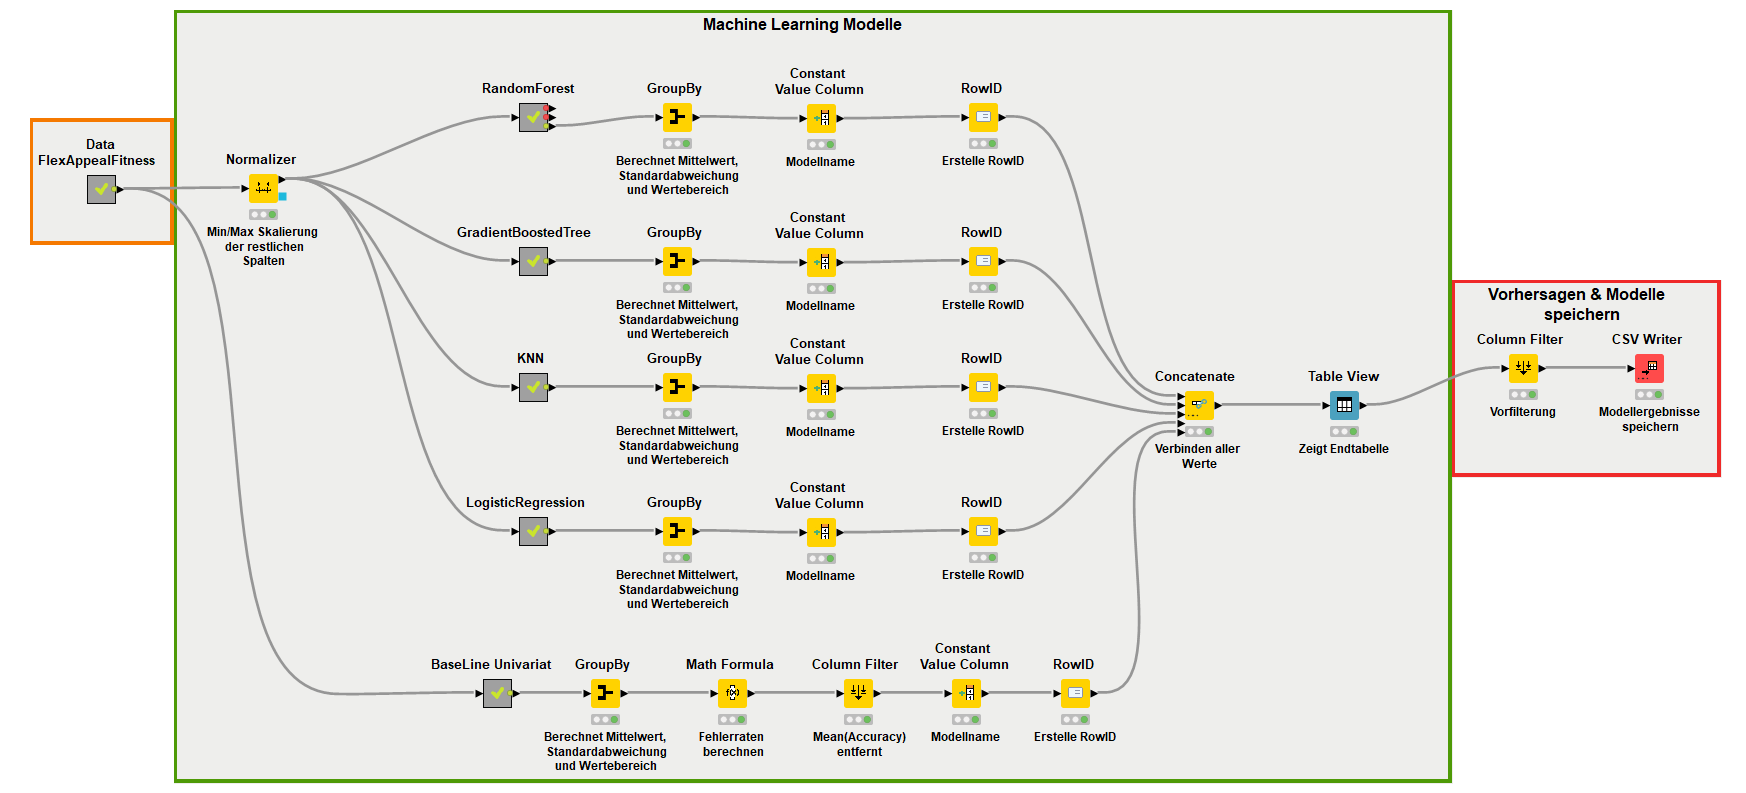 Machine Learning Modelle
Data
FlexAppealFitness
Normalizer
Min/Max Skalierung
der restlichen
Spalten
RandomForest
GroupBy
Berechnet Mittelwert,
Standardabweichung
und Wertebereich
Constant
Value Column
Modellname
RowID
Erstelle RowID
GradientBoostedTree
GroupBy
Berechnet Mittelwert,
Standardabweichung
und Wertebereich
Constant
Value Column
Modellname
RowID
Erstelle RowID
KNN
GroupBy
Berechnet Mittelwert,
Standardabweichung
und Wertebereich
Constant
Value Column
Modellname
RowID
Erstelle RowID
LogisticRegression
GroupBy
Berechnet Mittelwert,
Standardabweichung
und Wertebereich
Constant
Value Column
Modellname
RowID
Erstelle RowID
BaseLine Univariat
GroupBy
Berechnet Mittelwert,
Standardabweichung
und Wertebereich
Math Formula
f(x)
Fehlerraten
berechnen
Column Filter
Mean(Accuracy)
entfernt
Constant
Value Column
Modellname
RowID
Erstelle RowID
Concatenate
Verbinden aller
Werte
Table View
Zeigt Endtabelle
Vorhersagen & Modelle
speichern
Column Filter
Vorfilterung
CSV Writer
Modellergebnisse
speichern